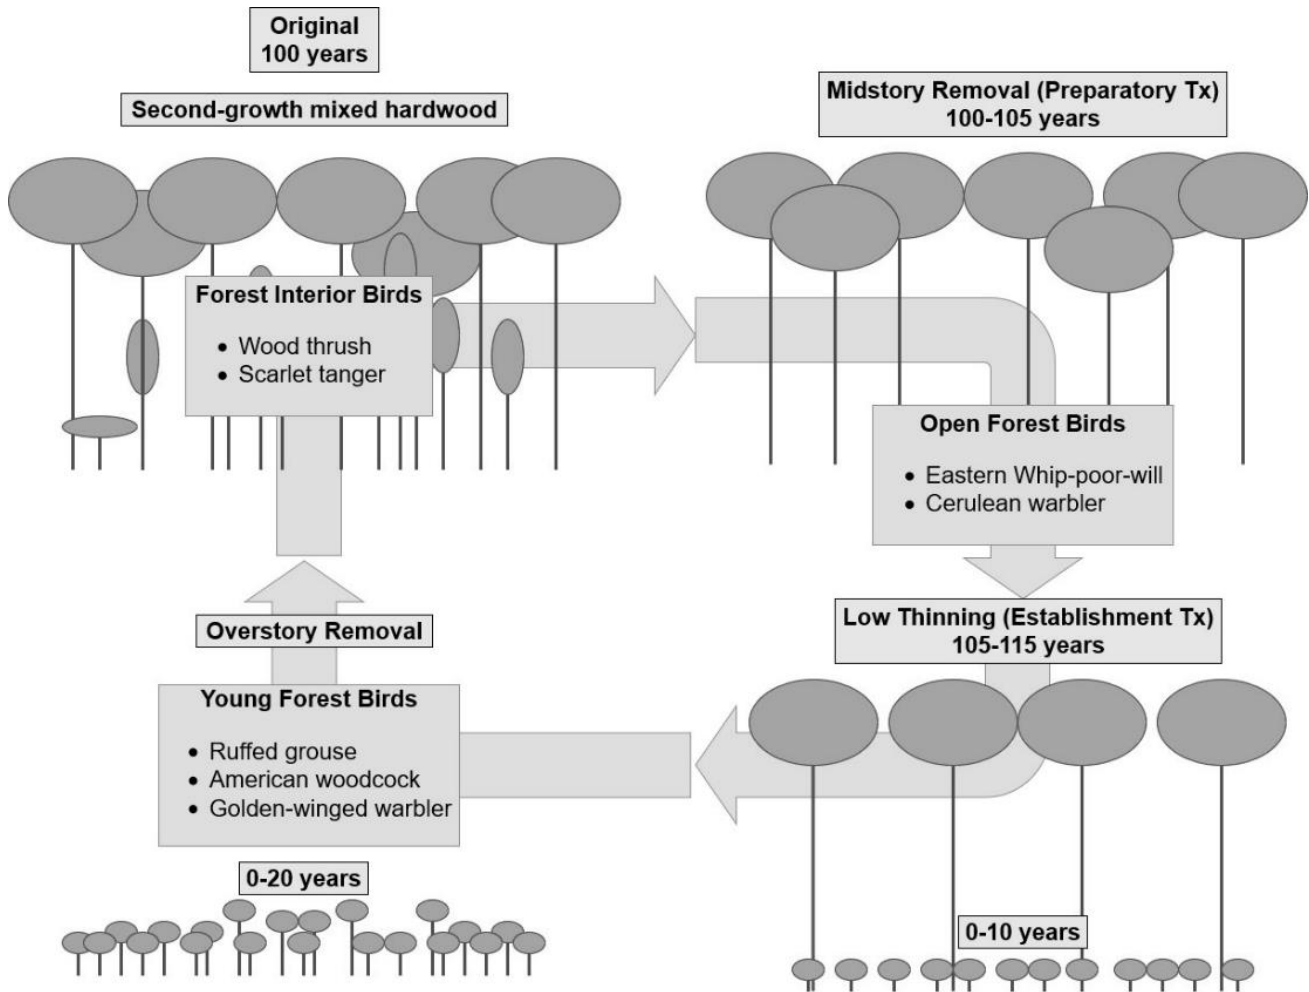 Original
100 years
Second-growth mixed hardwood
Forest Interior Birds
• Wood thrush
• Scarlet tanger
Midstory Removal (Preparatory Tx)
100-105 years
Open Forest Birds
• Eastern Whip-poor-will
• Cerulean warbler
Low Thinning (Establishment Tx)
105-115 years
0-10 years
Overstory Removal
Young Forest Birds
• Ruffed grouse
• American woodcock
• Golden-winged warbler
0-20 years